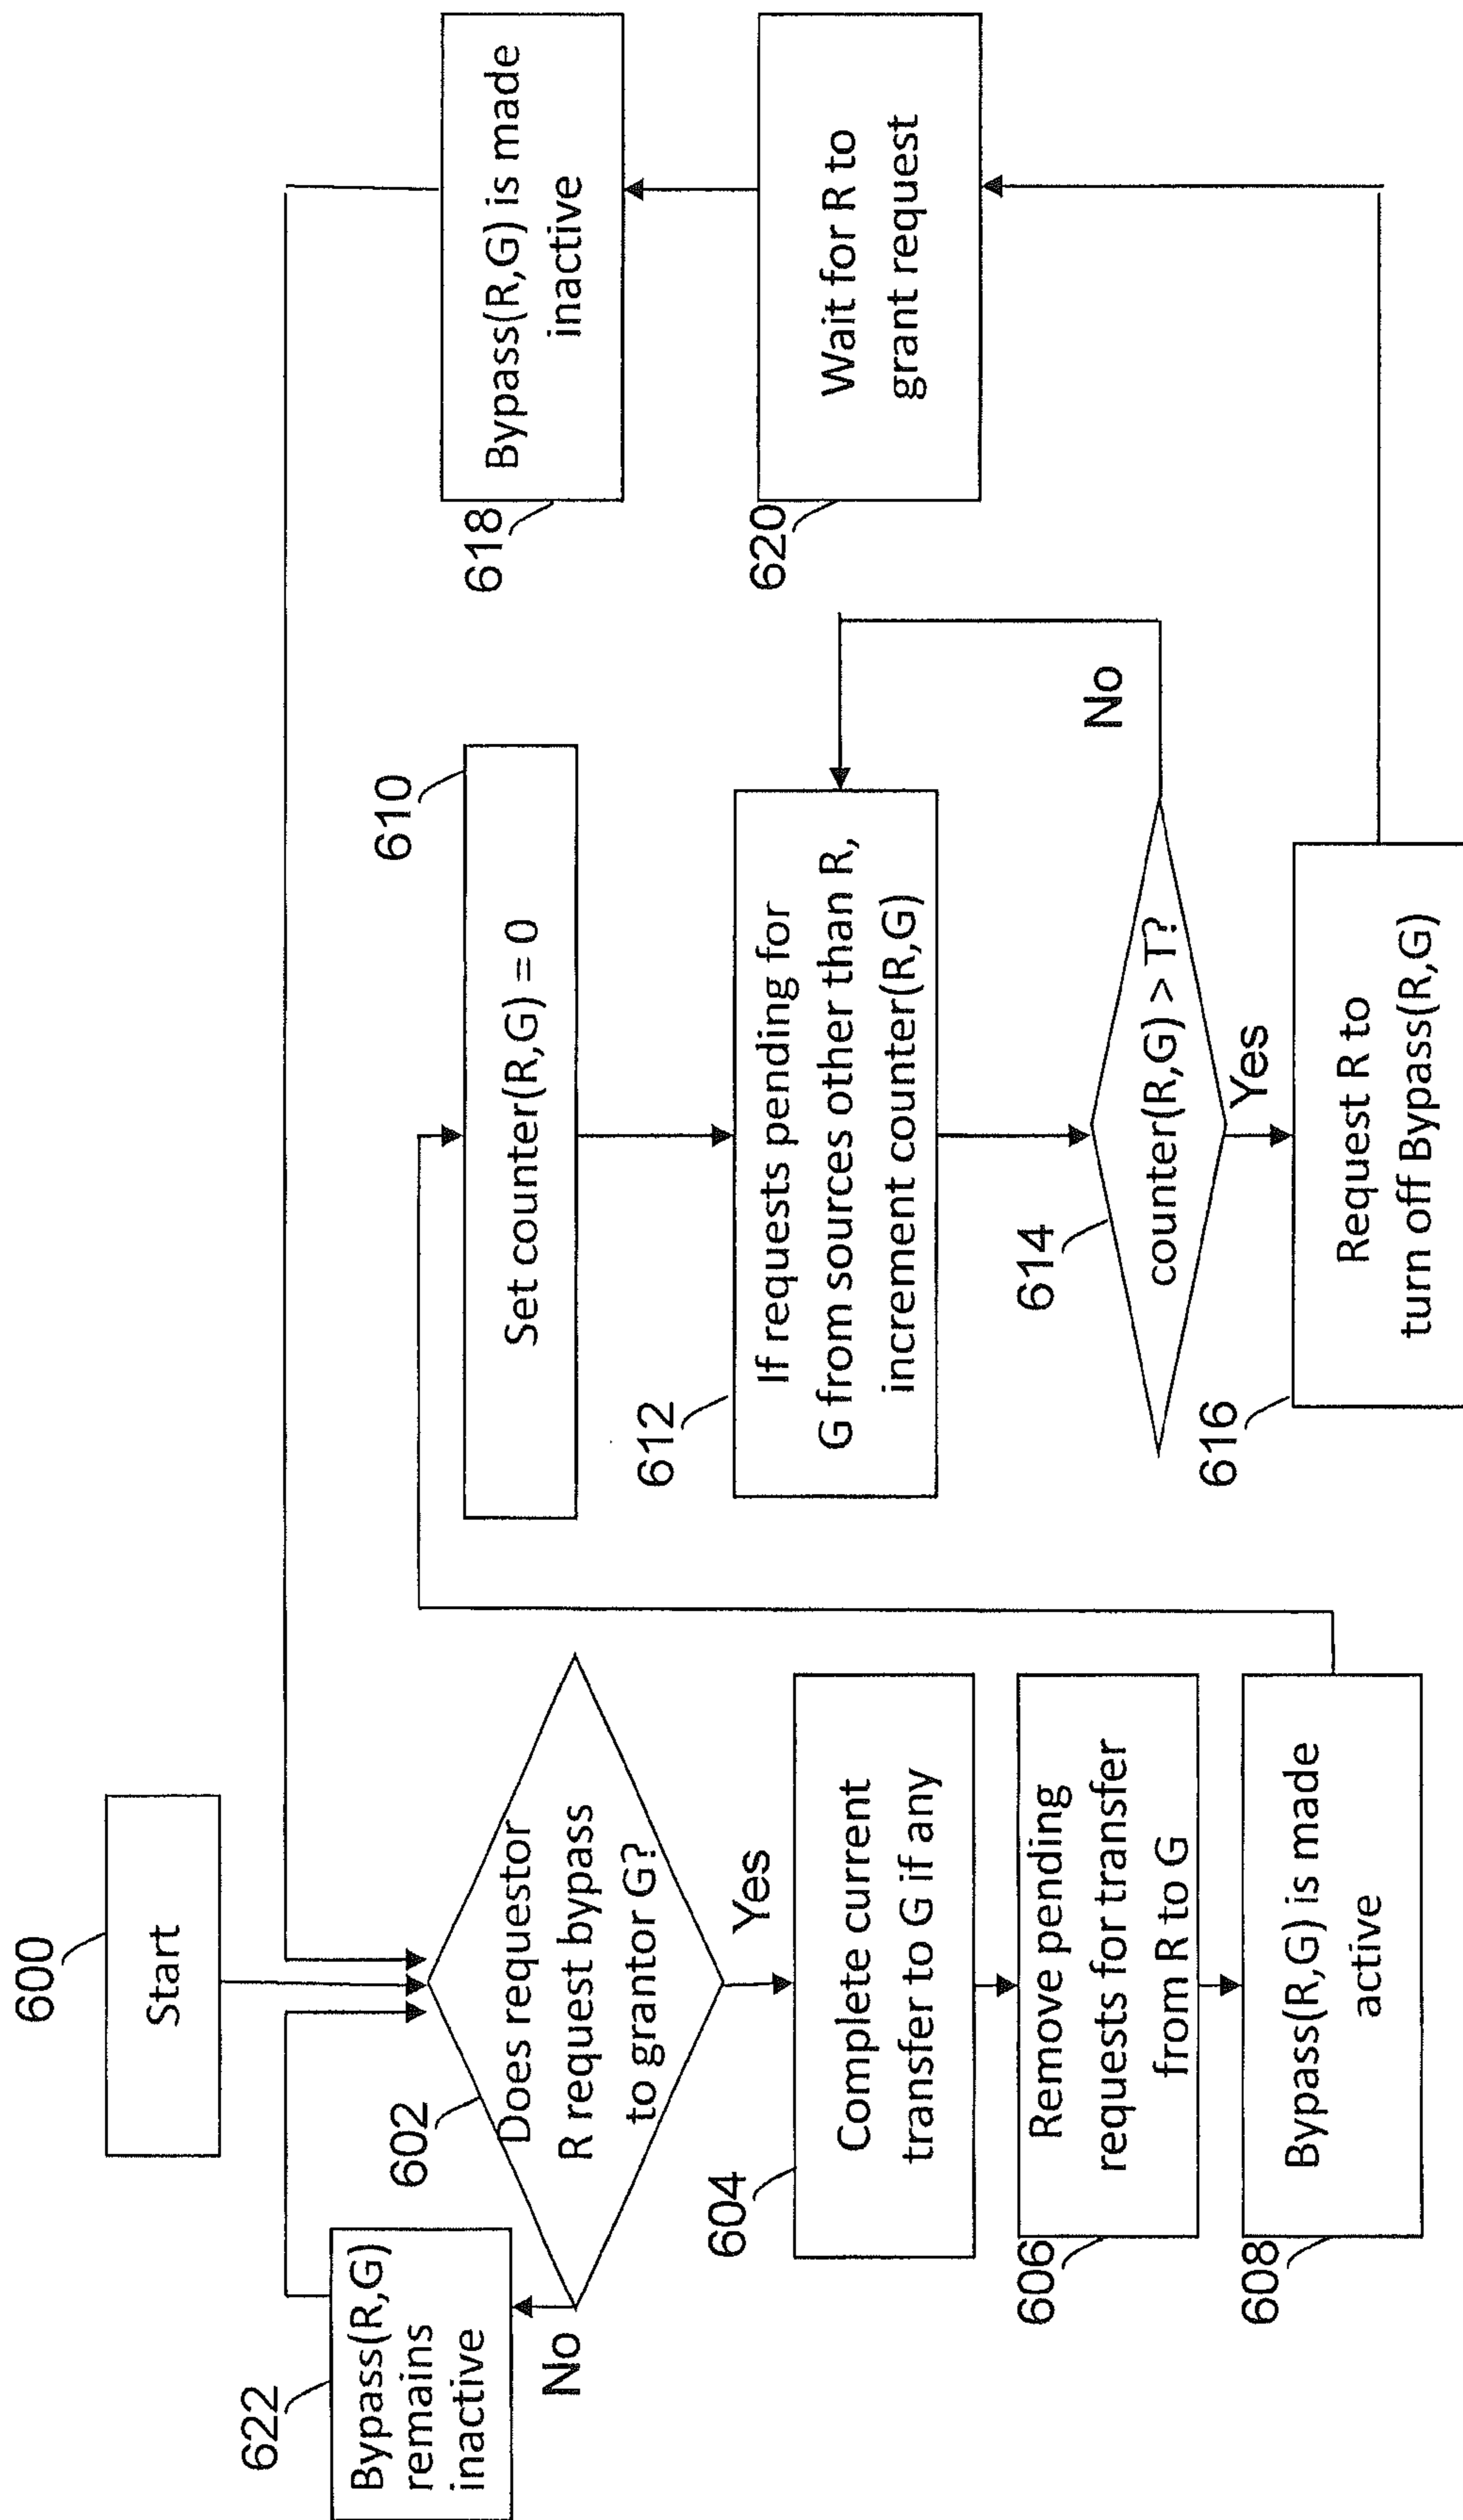 600
Start
622
Bypass(R,G)
remains
inactive
No
602
Does requestor
R request bypass
to grantor G?
Yes
604
Complete current
transfer to G if any
606
Remove pending
requests for transfer
from R to G
608
Bypass(R,G) is made
active
610
Set counter(R,G) = 0
612
If requests pending for
G from sources other than R,
increment counter(R,G)
614
counter(R,G) > T?
No
Yes
616
Request R to
turn off Bypass(R,G)
618
Bypass(R,G) is made
inactive
620
Wait for R to
grant request